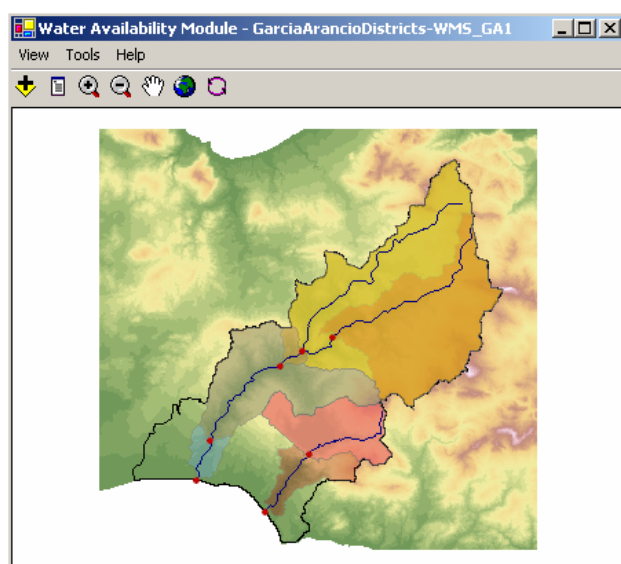 Water Availability Module - GarciaArancioDistricts-WMS_GA1
View Tools Help